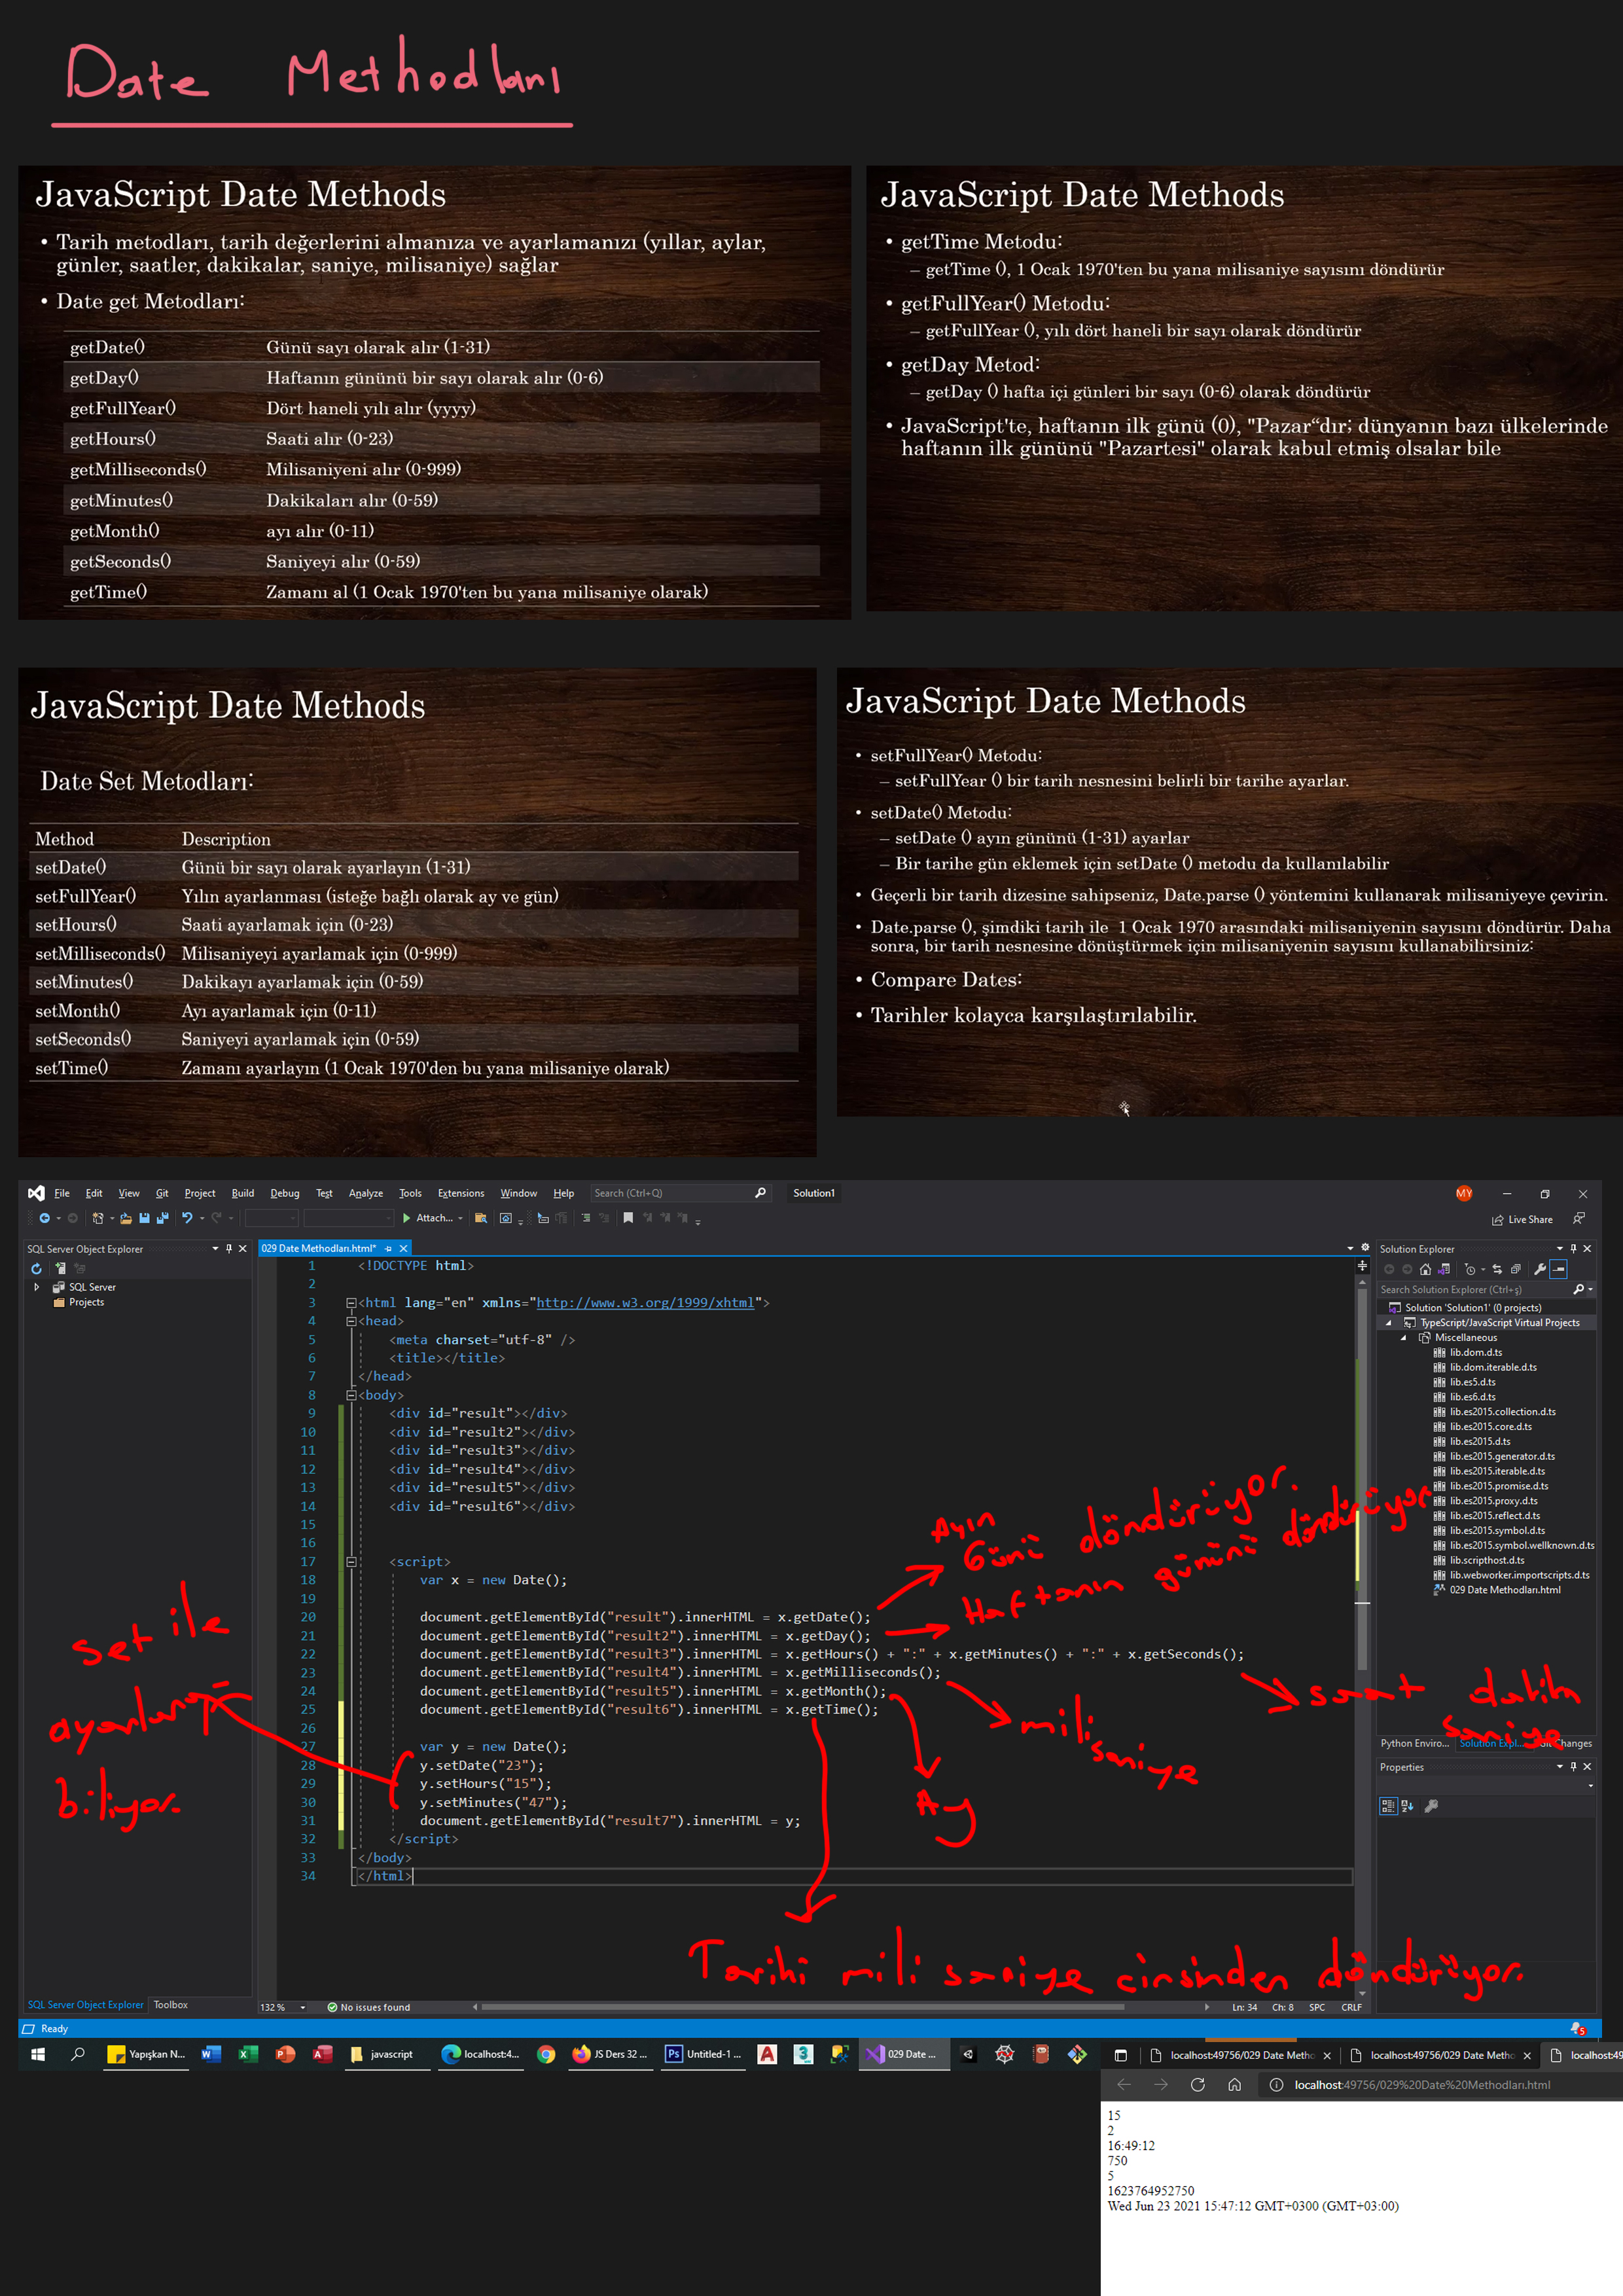 Date Methodları
JavaScript Date Methods
• Tarih metodları, tarih değerlerini almanıza ve ayarlamanızı (yıllar, aylar,
günler, saatler, dakikalar, saniye, milisaniye) sağlar
• Date get Metodları:
getDate() Günü sayı olarak alır (1-31)
getDay() Haftanın gününü bir sayı olarak alır (0-6)
getFullYear() Dört haneli yılı alır (yyyy)
getHours() Saati alır (0-23)
getMilliseconds() Milisaniyeni alır (0-999)
getMinutes() Dakikaları alır (0-59)
getMonth() ayı alır (0-11)
getSeconds() Saniyeyi alır (0-59)
getTime() Zamanı al (1 Ocak 1970'ten bu yana milisaniye olarak)
JavaScript Date Methods
• getTime Metodu:
– getTime (), 1 Ocak 1970'ten bu yana milisaniye sayısını döndürür
• getFullYear() Metodu:
– getFullYear (), yılı dört haneli bir sayı olarak döndürür
• getDay Metod:
– getDay () hafta içi günleri bir sayı (0-6) olarak döndürür
• JavaScript'te, haftanın ilk günü (0), "Pazar“dır; dünyanın bazı ülkelerinde
haftanın ilk gününü "Pazartesi" olarak kabul etmiş olsalar bile
JavaScript Date Methods
Date Set Metodları:
Method Description
setDate() Günü bir sayı olarak ayarlayın (1-31)
setFullYear() Yılın ayarlanması (isteğe bağlı olarak ay ve gün)
setHours() Saati ayarlamak için (0-23)
setMilliseconds() Milisaniyeyi ayarlamak için (0-999)
setMinutes() Dakikayı ayarlamak için (0-59)
setMonth() Ayı ayarlamak için (0-11)
setSeconds() Saniyeyi ayarlamak için (0-59)
setTime() Zamanı ayarlayın (1 Ocak 1970'den bu yana milisaniye olarak)
JavaScript Date Methods
• setFullYear() Metodu:
– setFullYear () bir tarih nesnesini belirli bir tarihe ayarlar.
• setDate() Metodu:
– setDate () ayın gününü (1-31) ayarlar
– Bir tarihe gün eklemek için setDate () metodu da kullanılabilir
• Geçerli bir tarih dizesine sahipseniz, Date.parse () yöntemini kullanarak milisaniyeye çevirin.
• Date.parse (), şimdiki tarih ile 1 Ocak 1970 arasındaki milisaniyenin sayısını döndürür. Daha
sonra, bir tarih nesnesine dönüştürmek için milisaniyenin sayısını kullanabilirsiniz:
• Compare Dates:
• Tarihler kolayca karşılaştırılabilir.
File Edit View Git Project Build Debug Test Analyze Tools Extensions Window Help Search (Ctrl+Q) Solution1 MY
Attach... Live Share
SQL Server Object Explorer
SQL Server
Projects
029 Date Methodları.html*
1 <!DOCTYPE html>
2
3 <html lang="en" xmlns="http://www.w3.org/1999/xhtml">
4 <head>
5 <meta charset="utf-8" />
6 <title></title>
7 </head>
8 <body>
9 <div id="result"></div>
10 <div id="result2"></div>
11 <div id="result3"></div>
12 <div id="result4"></div>
13 <div id="result5"></div>
14 <div id="result6"></div>
15
16
17 <script>
18 var x = new Date();
19
20 document.getElementById("result").innerHTML = x.getDate();
21 document.getElementById("result2").innerHTML = x.getDay();
22 document.getElementById("result3").innerHTML = x.getHours() + ":" + x.getMinutes() + ":" + x.getSeconds();
23 document.getElementById("result4").innerHTML = x.getMilliseconds();
24 document.getElementById("result5").innerHTML = x.getMonth();
25 document.getElementById("result6").innerHTML = x.getTime();
26
27 var y = new Date();
28 y.setDate("23");
29 y.setHours("15");
30 y.setMinutes("47");
31 document.getElementById("result7").innerHTML = y;
32 </script>
33 </body>
34 </html>
Ayın
Günü döndürüyor.
Haftanın gününü döndürüyor
saat dakika
saniye
mili
saniye
Ay
set ile
ayarlana
biliyor.
Tarihi mili saniye cinsinden döndürüyor.
Solution Explorer
Search Solution Explorer (Ctrl+ş)
Solution 'Solution1' (0 projects)
TypeScript/JavaScript Virtual Projects
Miscellaneous
lib.dom.d.ts
lib.dom.iterable.d.ts
lib.es5.d.ts
lib.es6.d.ts
lib.es2015.collection.d.ts
lib.es2015.core.d.ts
lib.es2015.d.ts
lib.es2015.generator.d.ts
lib.es2015.iterable.d.ts
lib.es2015.promise.d.ts
lib.es2015.proxy.d.ts
lib.es2015.reflect.d.ts
lib.es2015.symbol.d.ts
lib.es2015.symbol.wellknown.d.ts
lib.scripthost.d.ts
lib.webworker.importscripts.d.ts
029 Date Methodları.html
Python Enviro... Solution Expl... Git Changes
Properties
SQL Server Object Explorer Toolbox
132 % No issues found Ln: 34 Ch: 8 SPC CRLF
Ready 5
Yapışkan N... javascript localhost:4... JS Ders 32 ... Untitled-1 ... 029 Date ...
localhost:49756/029 Date Metho localhost:49756/029 Date Metho localhost:49
localhost:49756/029%20Date%20Methodları.html
15
2
16:49:12
750
5
1623764952750
Wed Jun 23 2021 15:47:12 GMT+0300 (GMT+03:00)